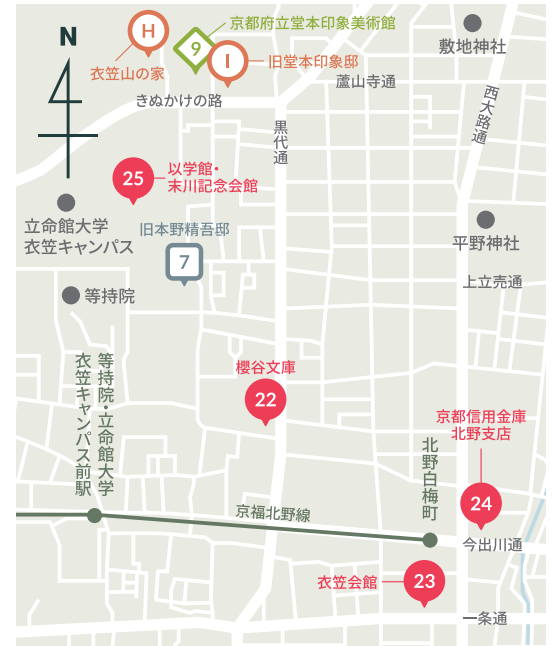 N
H
衣笠山の家
9
京都府立堂本印象美術館
I
旧堂本印象邸
敷地神社
蘆山寺通
きぬかけの路
西大路通
黒代通
25
以学館・
末川記念会館
立命館大学
衣笠キャンパス
旧本野精吾邸
7
平野神社
等持院
上立売通
櫻谷文庫
22
等持院・立命館大学
衣笠キャンパス前駅
京都信用金庫
北野支店
24
北野白梅町
京福北野線
今出川通
衣笠会館
23
一条通